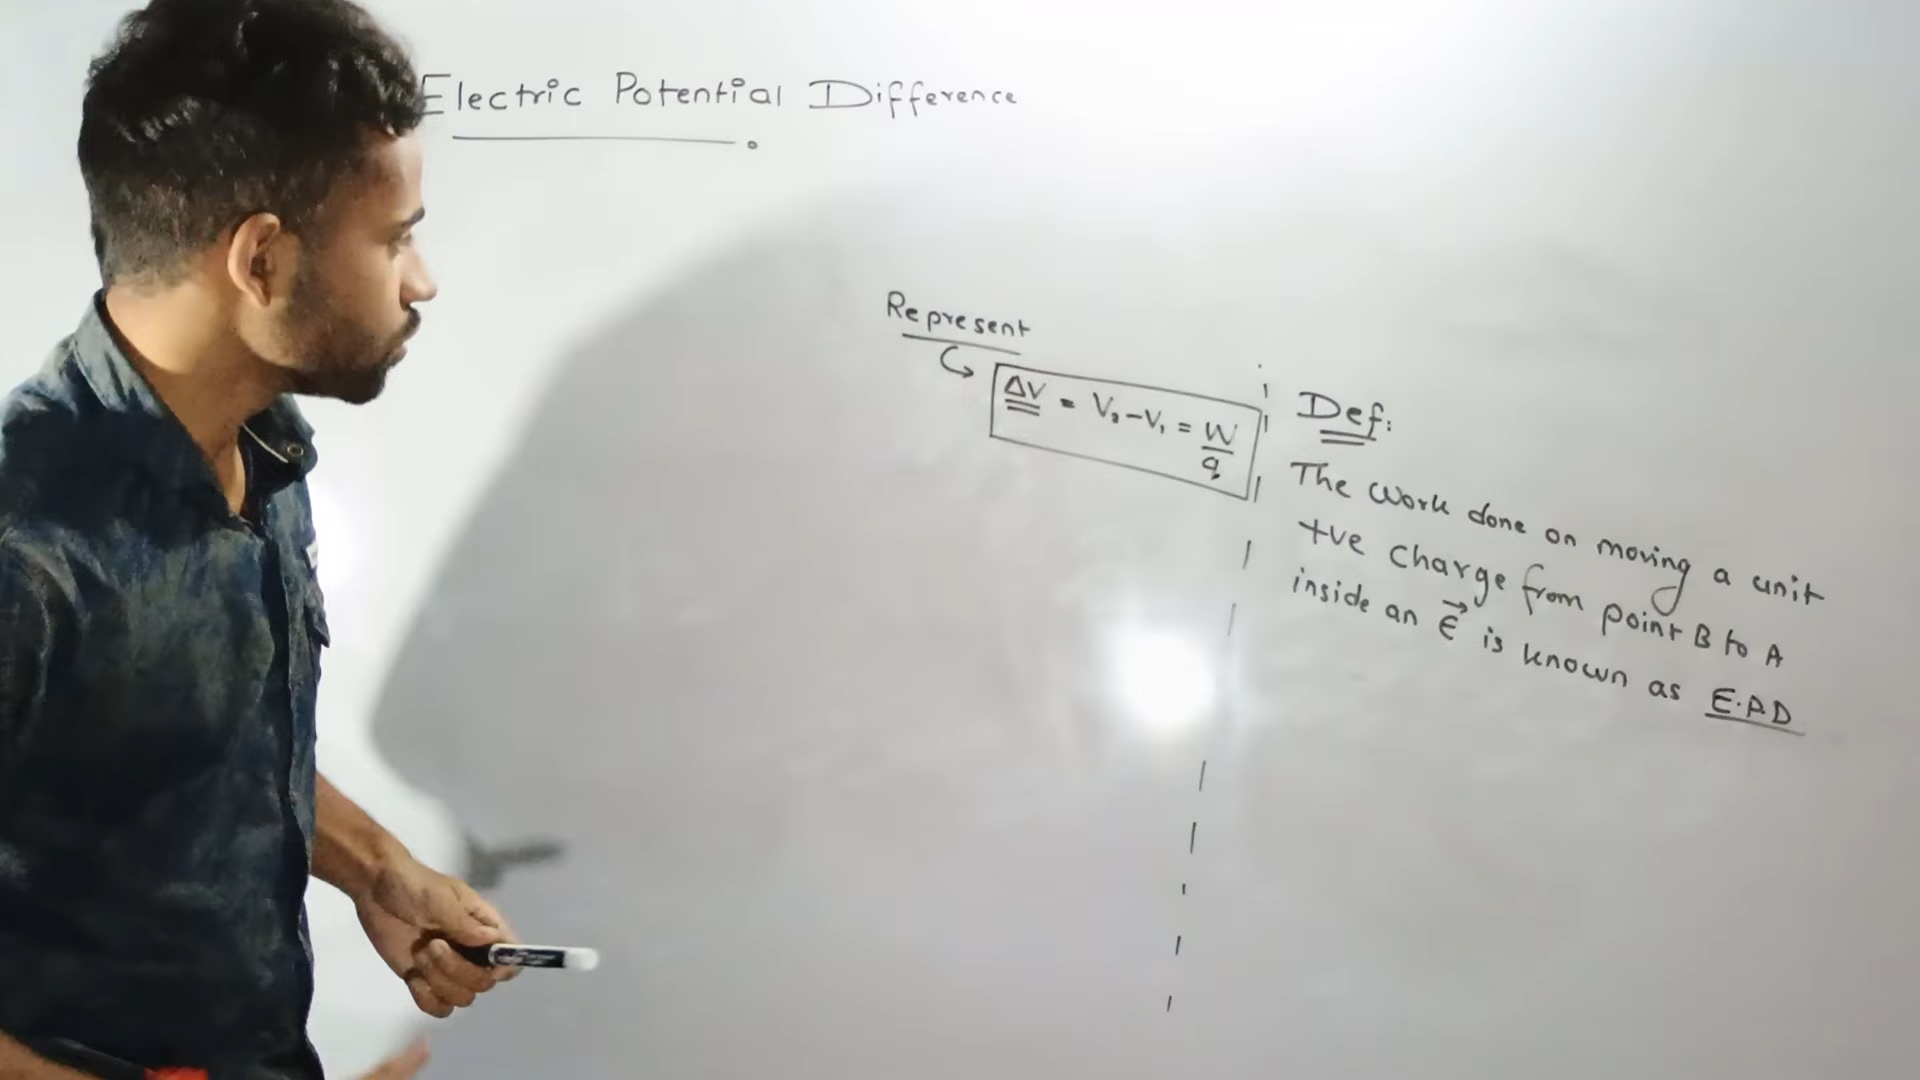 Electric Potential Difference
Represent
ΔV = V₂-V₁ = W/q
Def:
The work done on moving a unit
+ve charge from point B to A
inside an E⃗ is known as E.P.D